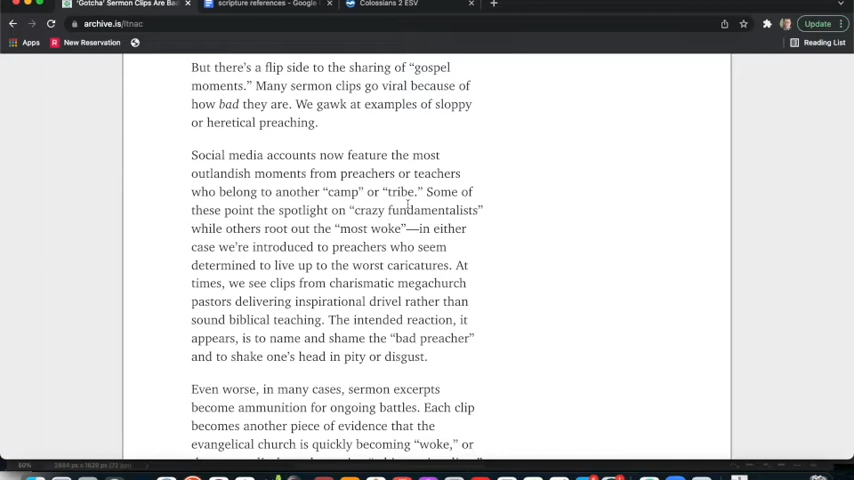 'Gotcha' Sermon Clips Are Bad
scripture references - Google
Colossians 2 ESV
archive.is/ltnac
Update
Apps
New Reservation
Reading List
But there's a flip side to the sharing of “gospel
moments.” Many sermon clips go viral because of
how bad they are. We gawk at examples of sloppy
or heretical preaching.
Social media accounts now feature the most
outlandish moments from preachers or teachers
who belong to another “camp” or “tribe.” Some of
these point the spotlight on “crazy fundamentalists”
while others root out the “most woke”—in either
case we're introduced to preachers who seem
determined to live up to the worst caricatures. At
times, we see clips from charismatic megachurch
pastors delivering inspirational drivel rather than
sound biblical teaching. The intended reaction, it
appears, is to name and shame the “bad preacher”
and to shake one's head in pity or disgust.
Even worse, in many cases, sermon excerpts
become ammunition for ongoing battles. Each clip
becomes another piece of evidence that the
evangelical church is quickly becoming “woke,” or
50%
2884 px x 1620 px (72 ppi)